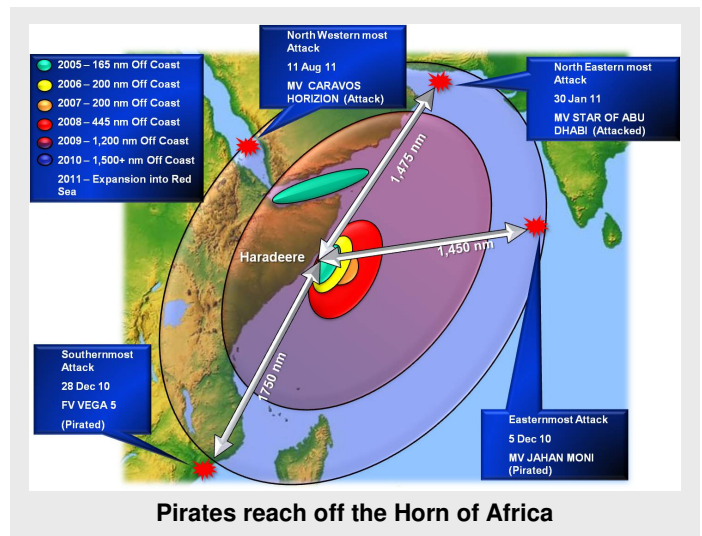 North Western most
Attack
11 Aug 11
MV CARAVOS
HORIZION (Attack)
2005 – 165 nm Off Coast
2006 – 200 nm Off Coast
2007 – 200 nm Off Coast
2008 – 445 nm Off Coast
2009 – 1,200 nm Off Coast
2010 – 1,500+ nm Off Coast
2011 – Expansion into Red
Sea
North Eastern most
Attack
30 Jan 11
MV STAR OF ABU
DHABI (Attacked)
1,475 nm
Haradeere
1,450 nm
1750 nm
Southernmost
Attack
28 Dec 10
FV VEGA 5
(Pirated)
Easternmost Attack
5 Dec 10
MV JAHAN MONI
(Pirated)
Pirates reach off the Horn of Africa